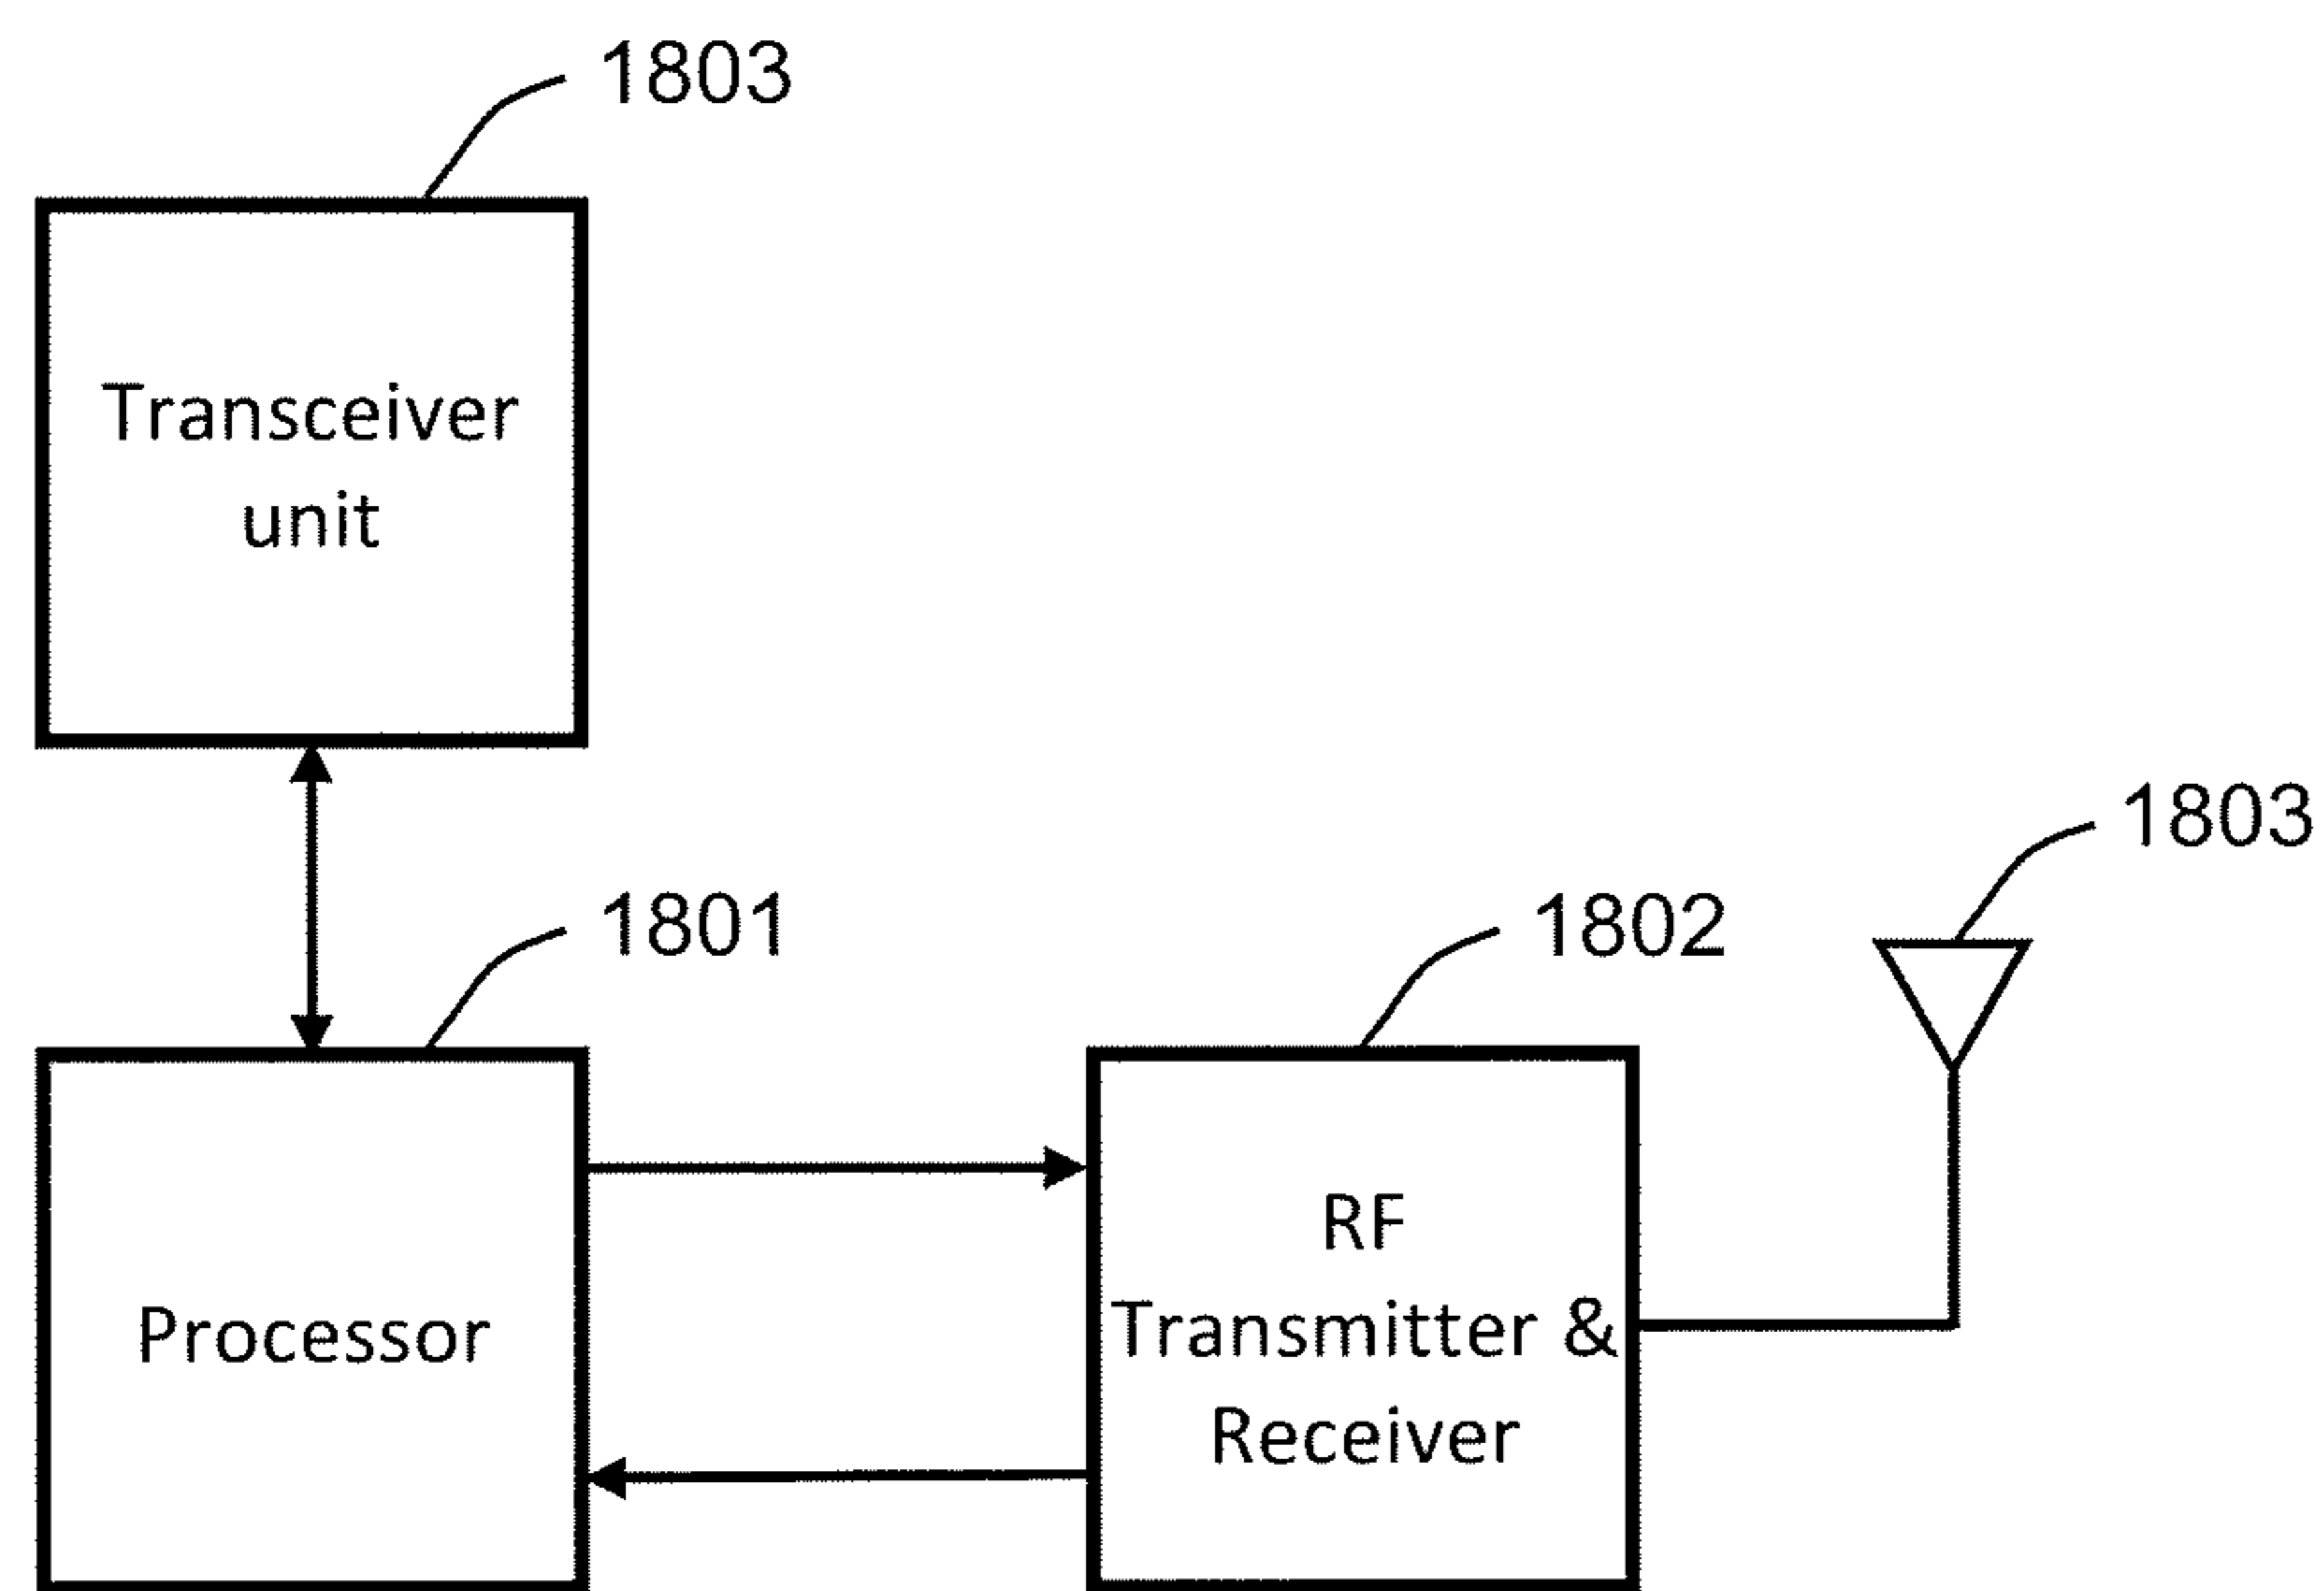 1803
Transceiver
unit
1803
1801
1802
Processor
RF
Transmitter &
Receiver